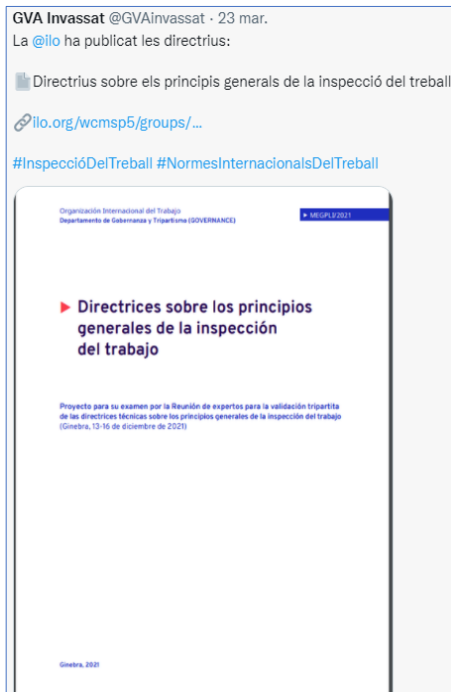 GVA Invassat @GVAinvassat · 23 mar.
La @ilo ha publicat les directrius:
Directrius sobre els principis generals de la inspecció del treball
ilo.org/wcmsp5/groups/...
#InspeccióDelTreball #NormesInternacionalsDelTreball
Organización Internacional del Trabajo
Departamento de Gobernanza y Tripartismo (GOVERNANCE)
MEGPLI/2021
Directrices sobre los principios
generales de la inspección
del trabajo
Proyecto para su examen por la Reunión de expertos para la validación tripartita
de las directrices técnicas sobre los principios generales de la inspección del trabajo
(Ginebra, 13-16 de diciembre de 2021)
Ginebra, 2021